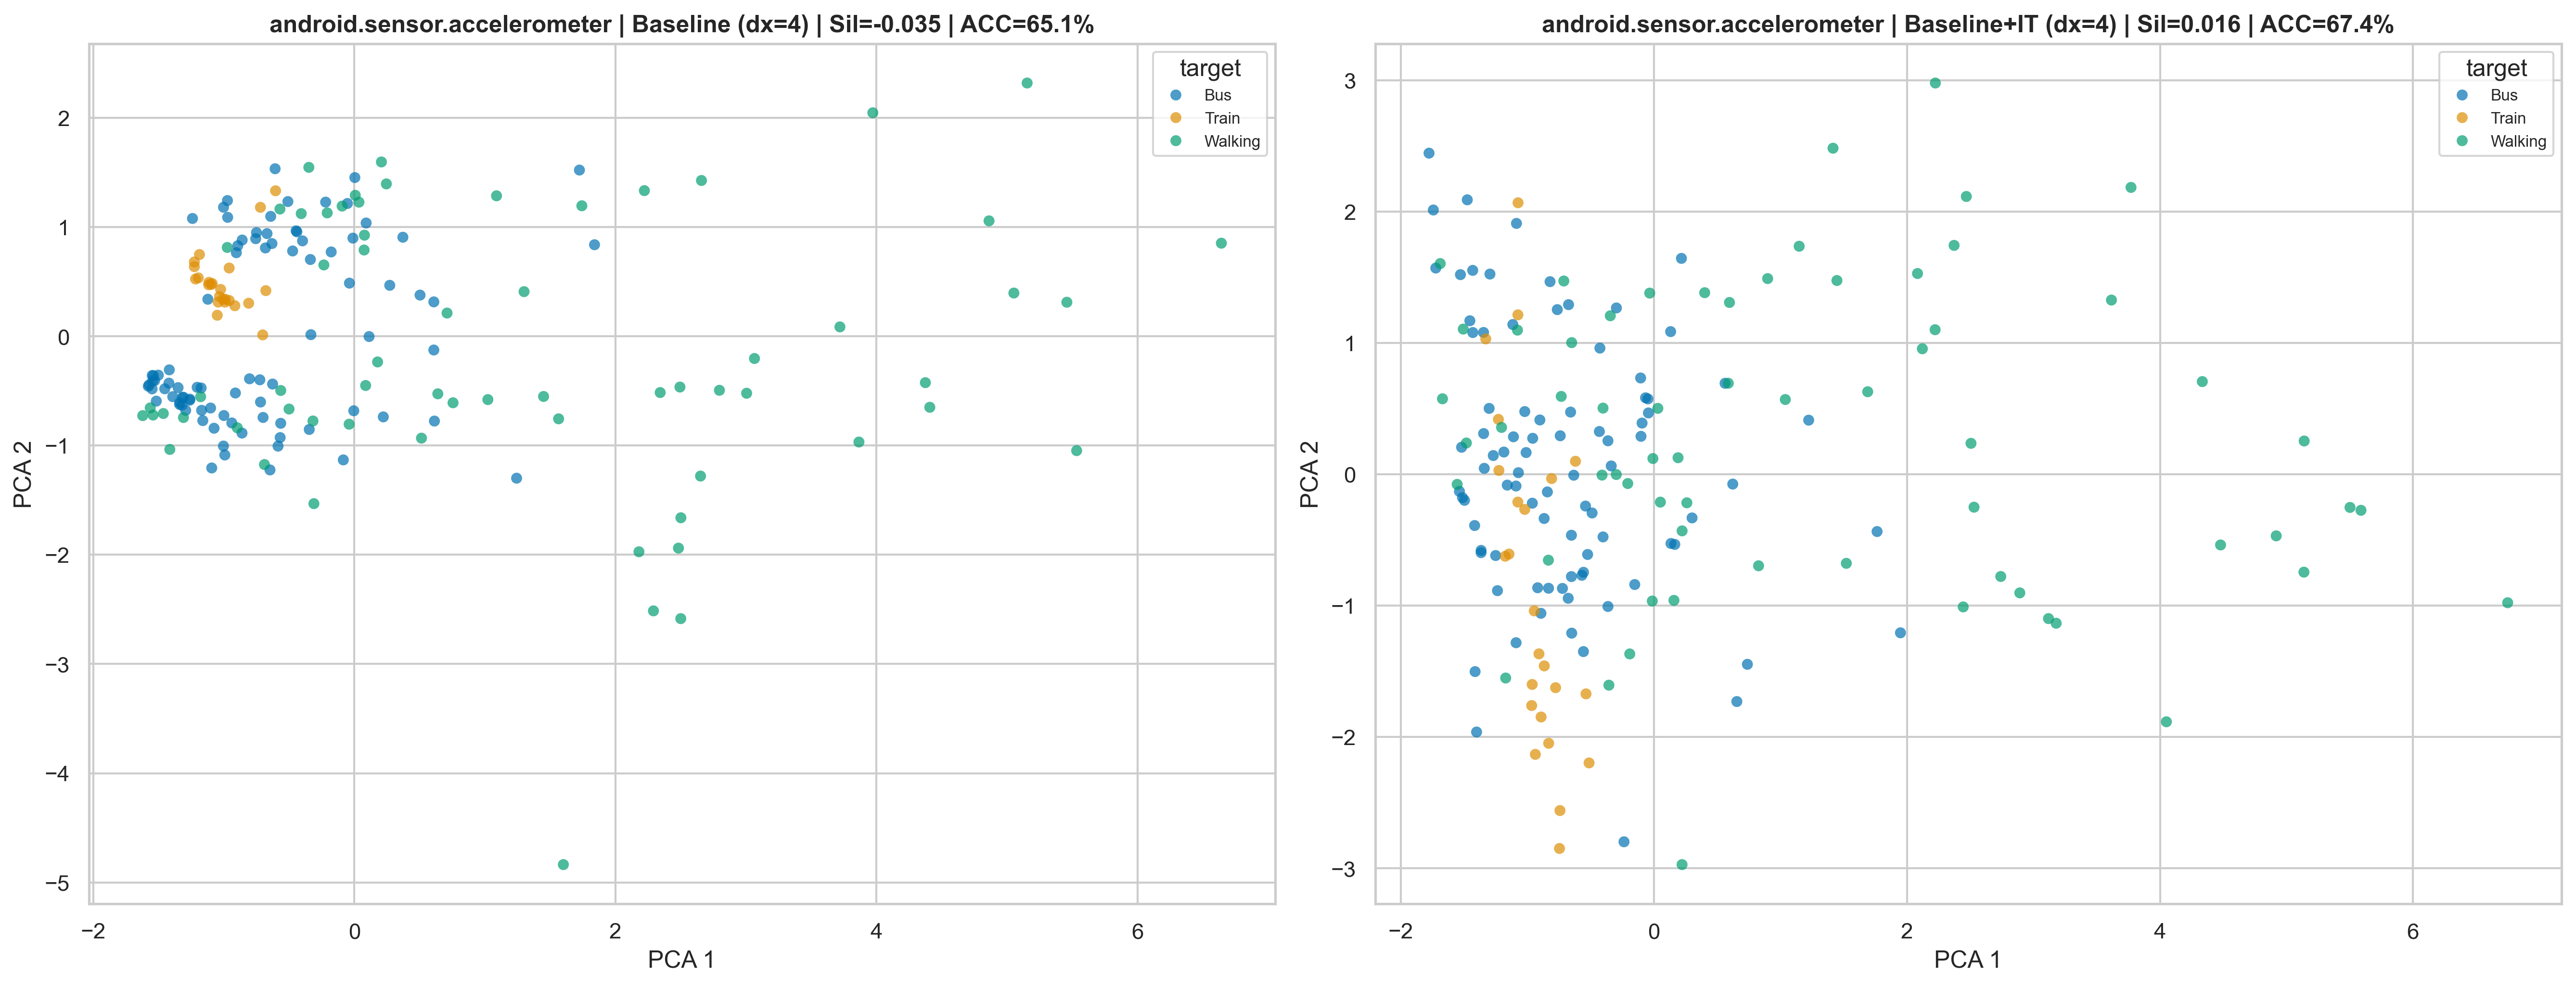 android.sensor.accelerometer | Baseline (dx=4) | Sil=-0.035 | ACC=65.1%
target
Bus
Train
Walking
2
1
0
−1
−2
−3
−4
−5
PCA 2
−2
0
2
4
6
PCA 1
android.sensor.accelerometer | Baseline+IT (dx=4) | Sil=0.016 | ACC=67.4%
target
Bus
Train
Walking
3
2
1
0
−1
−2
−3
PCA 2
−2
0
2
4
6
PCA 1